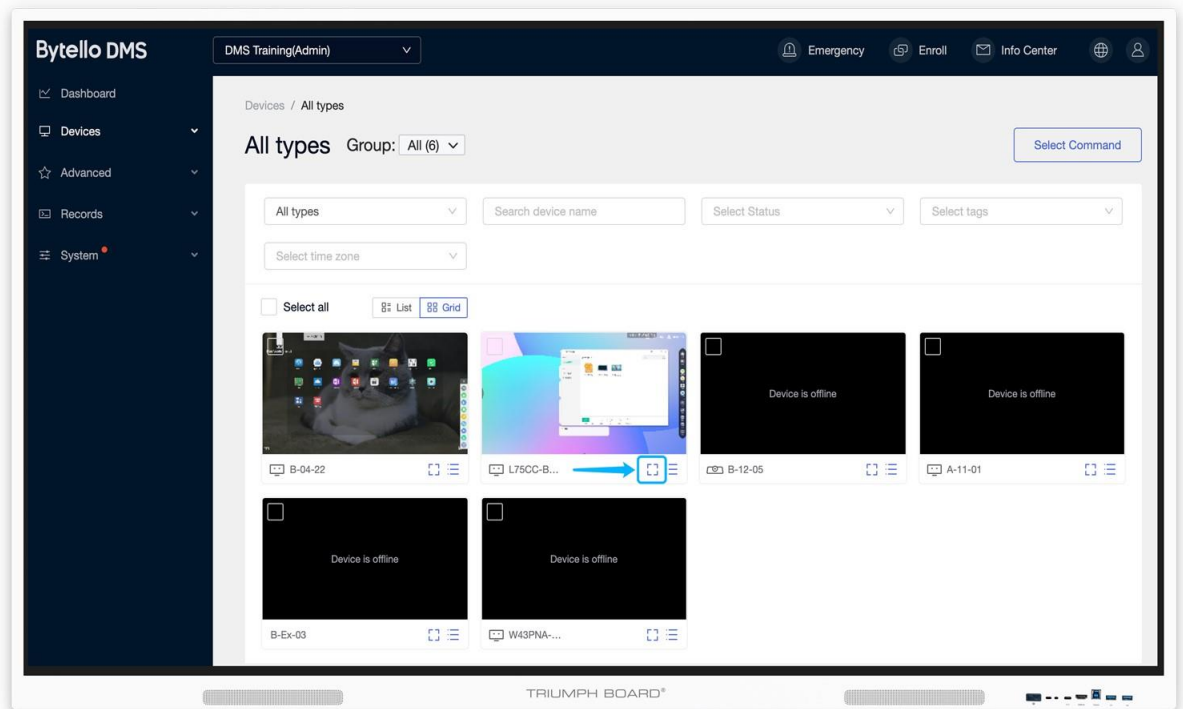 Bytello DMS
DMS Training(Admin)
Emergency
Enroll
Info Center
Dashboard
Devices
Advanced
Records
System
Devices / All types
All types Group: All (6)
Select Command
All types
Search device name
Select Status
Select tags
Select time zone
Select all
List
Grid
Device is offline
Device is offline
B-04-22
L75CC-B...
B-12-05
A-11-01
Device is offline
Device is offline
B-Ex-03
W43PNA-...
TRIUMPH BOARD®